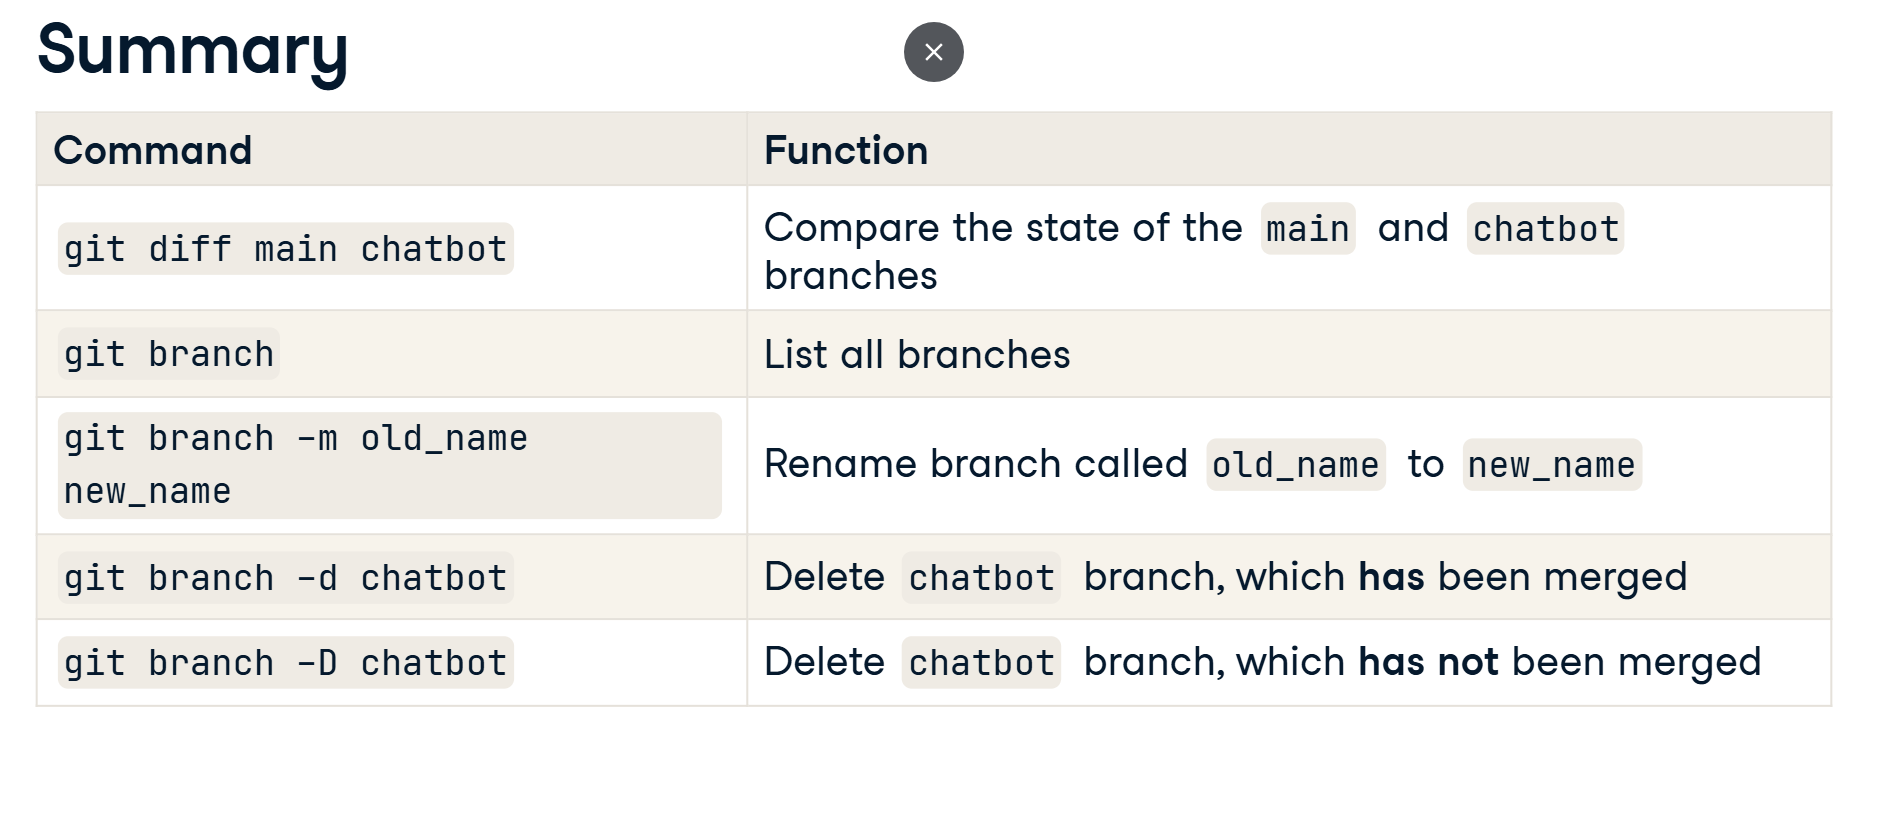 Summary
Command
Function
git diff main chatbot
Compare the state of the main and chatbot
branches
git branch
List all branches
git branch -m old_name
new_name
Rename branch called old_name to new_name
git branch -d chatbot
Delete chatbot branch, which has been merged
git branch -D chatbot
Delete chatbot branch, which has not been merged